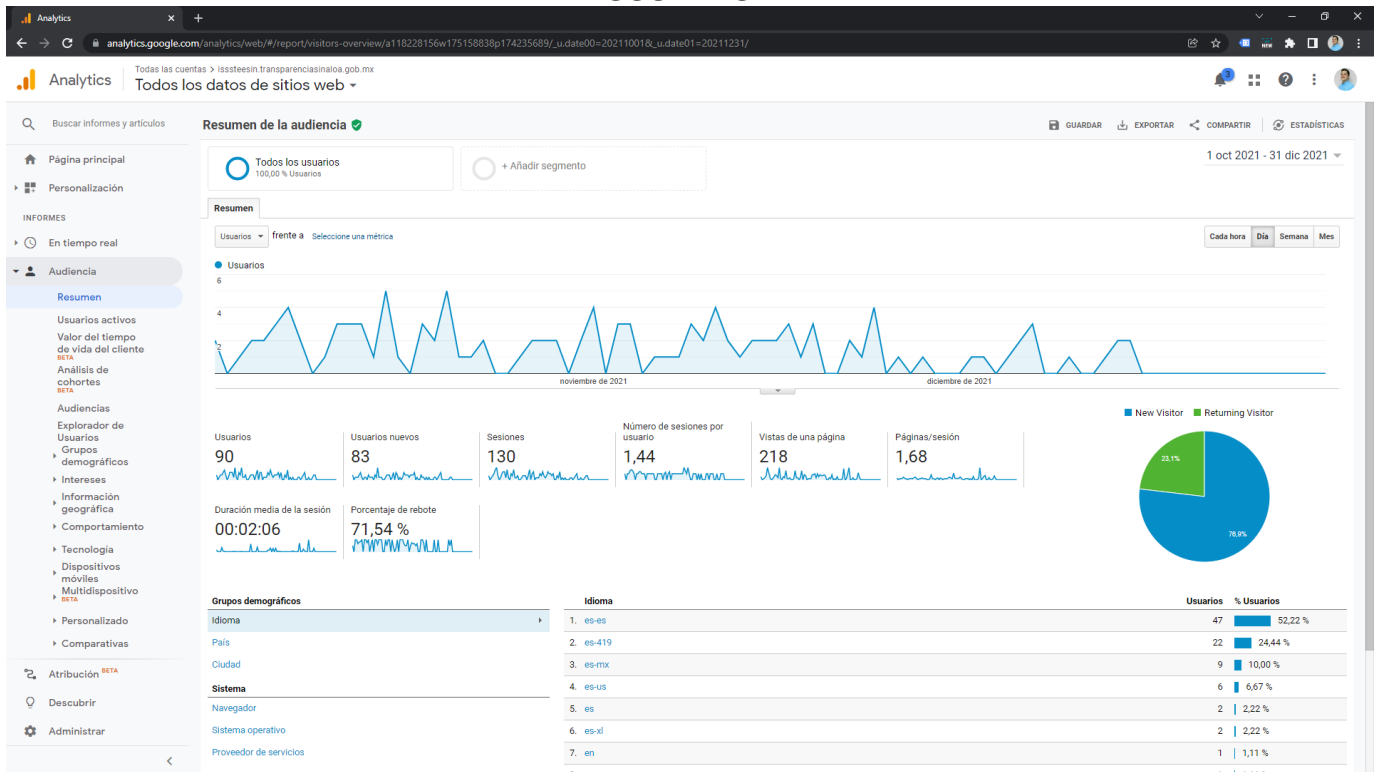 Analytics
analytics.google.com/analytics/web/#/report/visitors-overview/a118228156w175158838p174235689/_u.date00=20211001&_u.date01=20211231/
NEW
Analytics
Todas las cuentas > isssteesin.transparenciasinaloa.gob.mx
Todos los datos de sitios web
3
Buscar informes y artículos
Página principal
Personalización
INFORMES
En tiempo real
Audiencia
Resumen
Usuarios activos
Valor del tiempo
de vida del cliente
BETA
Análisis de
cohortes
BETA
Audiencias
Explorador de
Usuarios
Grupos
demográficos
Intereses
Información
geográfica
Comportamiento
Tecnología
Dispositivos
móviles
Multidispositivo
BETA
Personalizado
Comparativas
Atribución BETA
Descubrir
Administrar
Resumen de la audiencia
GUARDAR
EXPORTAR
COMPARTIR
ESTADÍSTICAS
Todos los usuarios
100,00 % Usuarios
+ Añadir segmento
1 oct 2021 - 31 dic 2021
Resumen
Usuarios frente a Seleccione una métrica
Cada hora Día Semana Mes
Usuarios
6
4
2
noviembre de 2021
diciembre de 2021
New Visitor Returning Visitor
Usuarios
90
Usuarios nuevos
83
Sesiones
130
Número de sesiones por
usuario
1,44
Vistas de una página
218
Páginas/sesión
1,68
Duración media de la sesión
00:02:06
Porcentaje de rebote
71,54 %
23,1%
76,9%
Grupos demográficos
Idioma
País
Ciudad
Sistema
Navegador
Sistema operativo
Proveedor de servicios
Idioma Usuarios % Usuarios
1. es-es 47 52,22 %
2. es-419 22 24,44 %
3. es-mx 9 10,00 %
4. es-us 6 6,67 %
5. es 2 2,22 %
6. es-xl 2 2,22 %
7. en 1 1,11 %